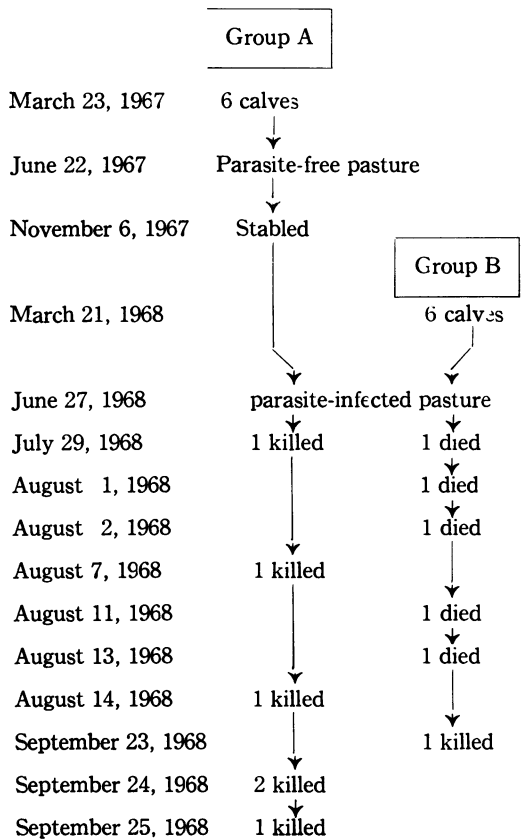 Group A
March 23, 1967 6 calves
June 22, 1967 Parasite-free pasture
November 6, 1967 Stabled
Group B
March 21, 1968 6 calves
June 27, 1968 parasite-infected pasture
July 29, 1968 1 killed 1 died
August 1, 1968 1 died
August 2, 1968 1 died
August 7, 1968 1 killed
August 11, 1968 1 died
August 13, 1968 1 died
August 14, 1968 1 killed
September 23, 1968 1 killed
September 24, 1968 2 killed
September 25, 1968 1 killed